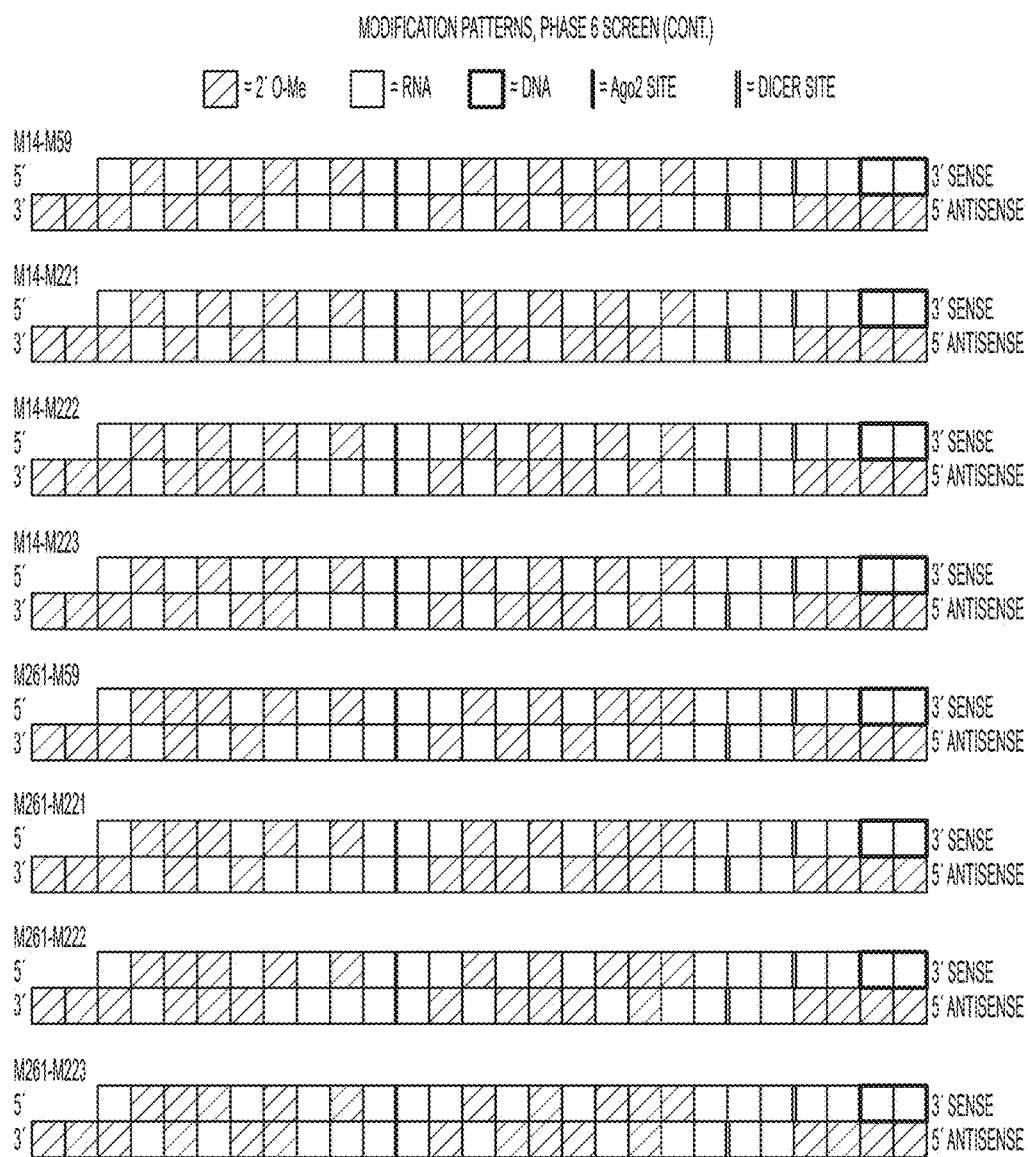 MODIFICATION PATTERNS, PHASE 6 SCREEN (CONT.)
= 2' O-Me = RNA = DNA = Ago2 SITE = DICER SITE
M14-M59
5' 3' SENSE
3' 5' ANTISENSE
M14-M221
5' 3' SENSE
3' 5' ANTISENSE
M14-M222
5' 3' SENSE
3' 5' ANTISENSE
M14-M223
5' 3' SENSE
3' 5' ANTISENSE
M261-M59
5' 3' SENSE
3' 5' ANTISENSE
M261-M221
5' 3' SENSE
3' 5' ANTISENSE
M261-M222
5' 3' SENSE
3' 5' ANTISENSE
M261-M223
5' 3' SENSE
3' 5' ANTISENSE